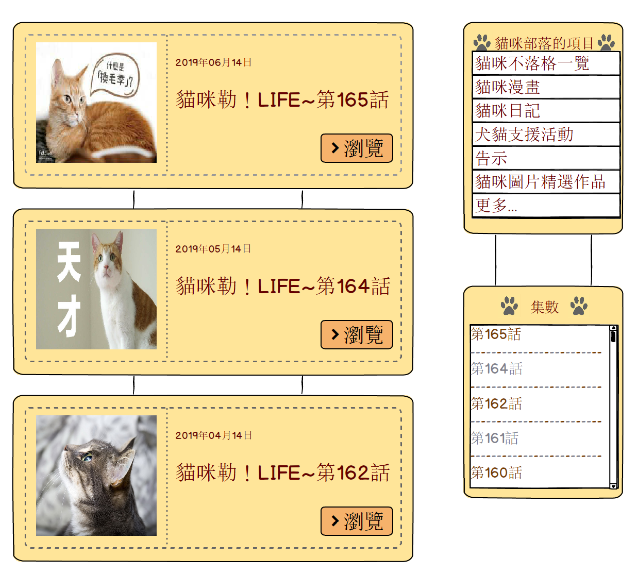 什麼是
「換毛季」?
2019年06月14日
貓咪勒！LIFE~第165話
瀏覽
天才
2019年05月14日
貓咪勒！LIFE~第164話
瀏覽
2019年04月14日
貓咪勒！LIFE~第162話
瀏覽
貓咪部落的項目
貓咪不落格一覽
貓咪漫畫
貓咪日記
犬貓支援活動
告示
貓咪圖片精選作品
更多...
集數
第165話
第164話
第162話
第161話
第160話